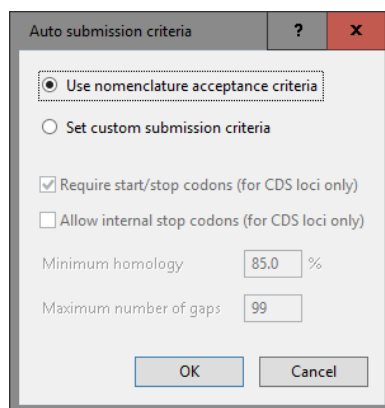 Auto submission criteria ? x
Use nomenclature acceptance criteria
Set custom submission criteria
Require start/stop codons (for CDS loci only)
Allow internal stop codons (for CDS loci only)
Minimum homology 85.0 %
Maximum number of gaps 99
OK Cancel